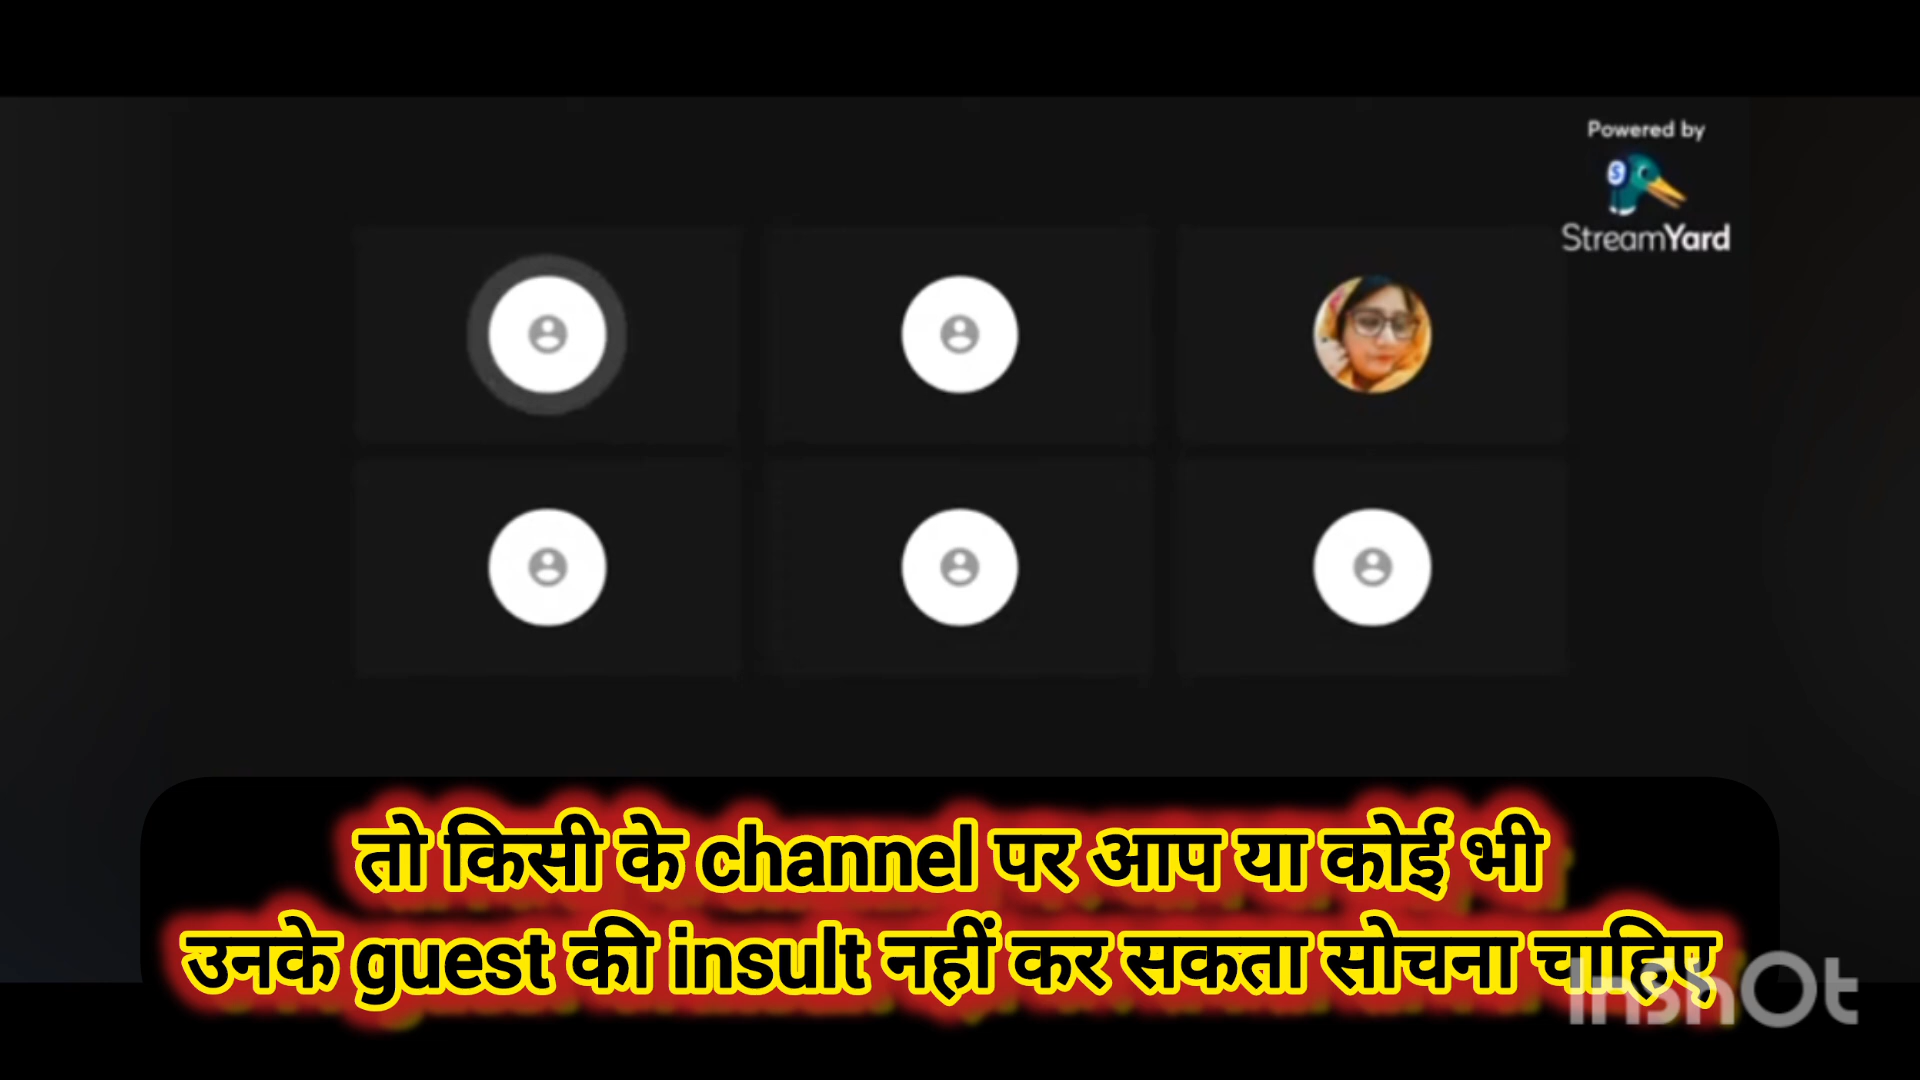 Powered by
StreamYard
तो किसी के channel पर आप या कोई भी
उनके guest की insult नहीं कर सकता सोचना चाहिए
InShOt